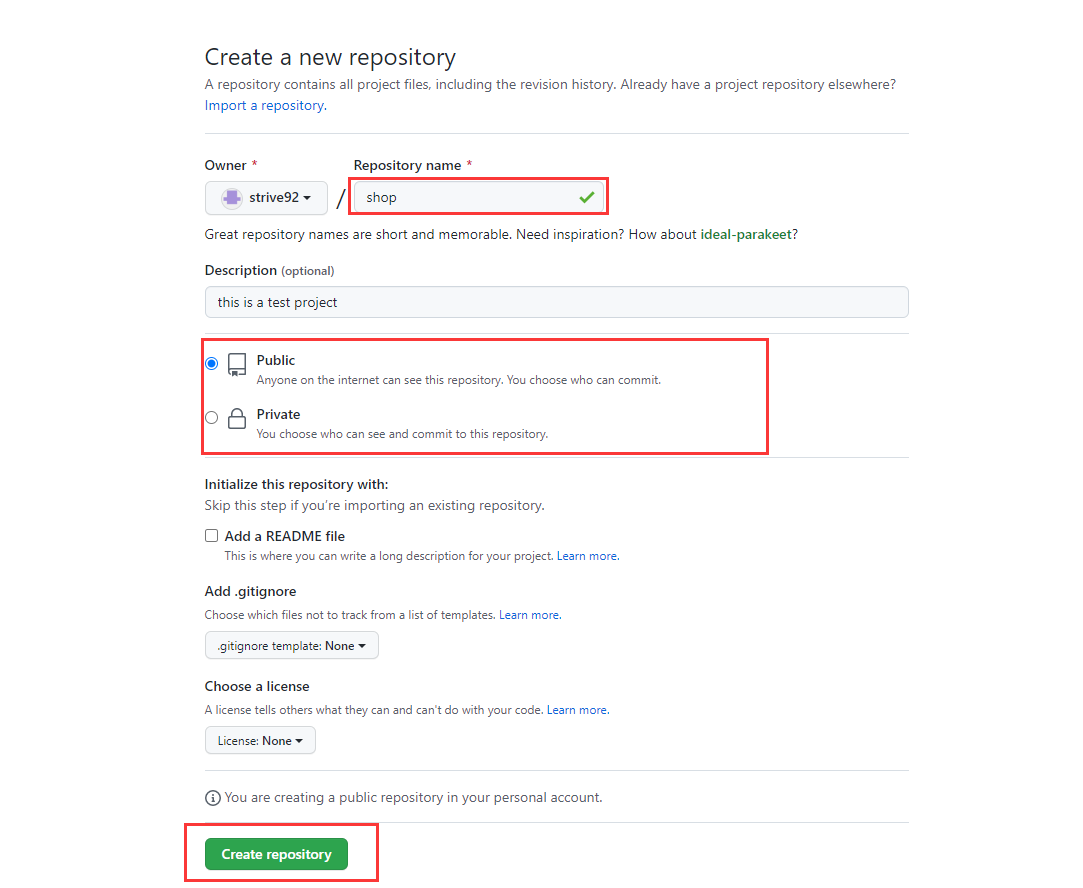 Create a new repository
A repository contains all project files, including the revision history. Already have a project repository elsewhere?
Import a repository.
Owner * Repository name *
strive92 / shop
Great repository names are short and memorable. Need inspiration? How about ideal-parakeet?
Description (optional)
this is a test project
Public
Anyone on the internet can see this repository. You choose who can commit.
Private
You choose who can see and commit to this repository.
Initialize this repository with:
Skip this step if you’re importing an existing repository.
Add a README file
This is where you can write a long description for your project. Learn more.
Add .gitignore
Choose which files not to track from a list of templates. Learn more.
.gitignore template: None
Choose a license
A license tells others what they can and can't do with your code. Learn more.
License: None
You are creating a public repository in your personal account.
Create repository